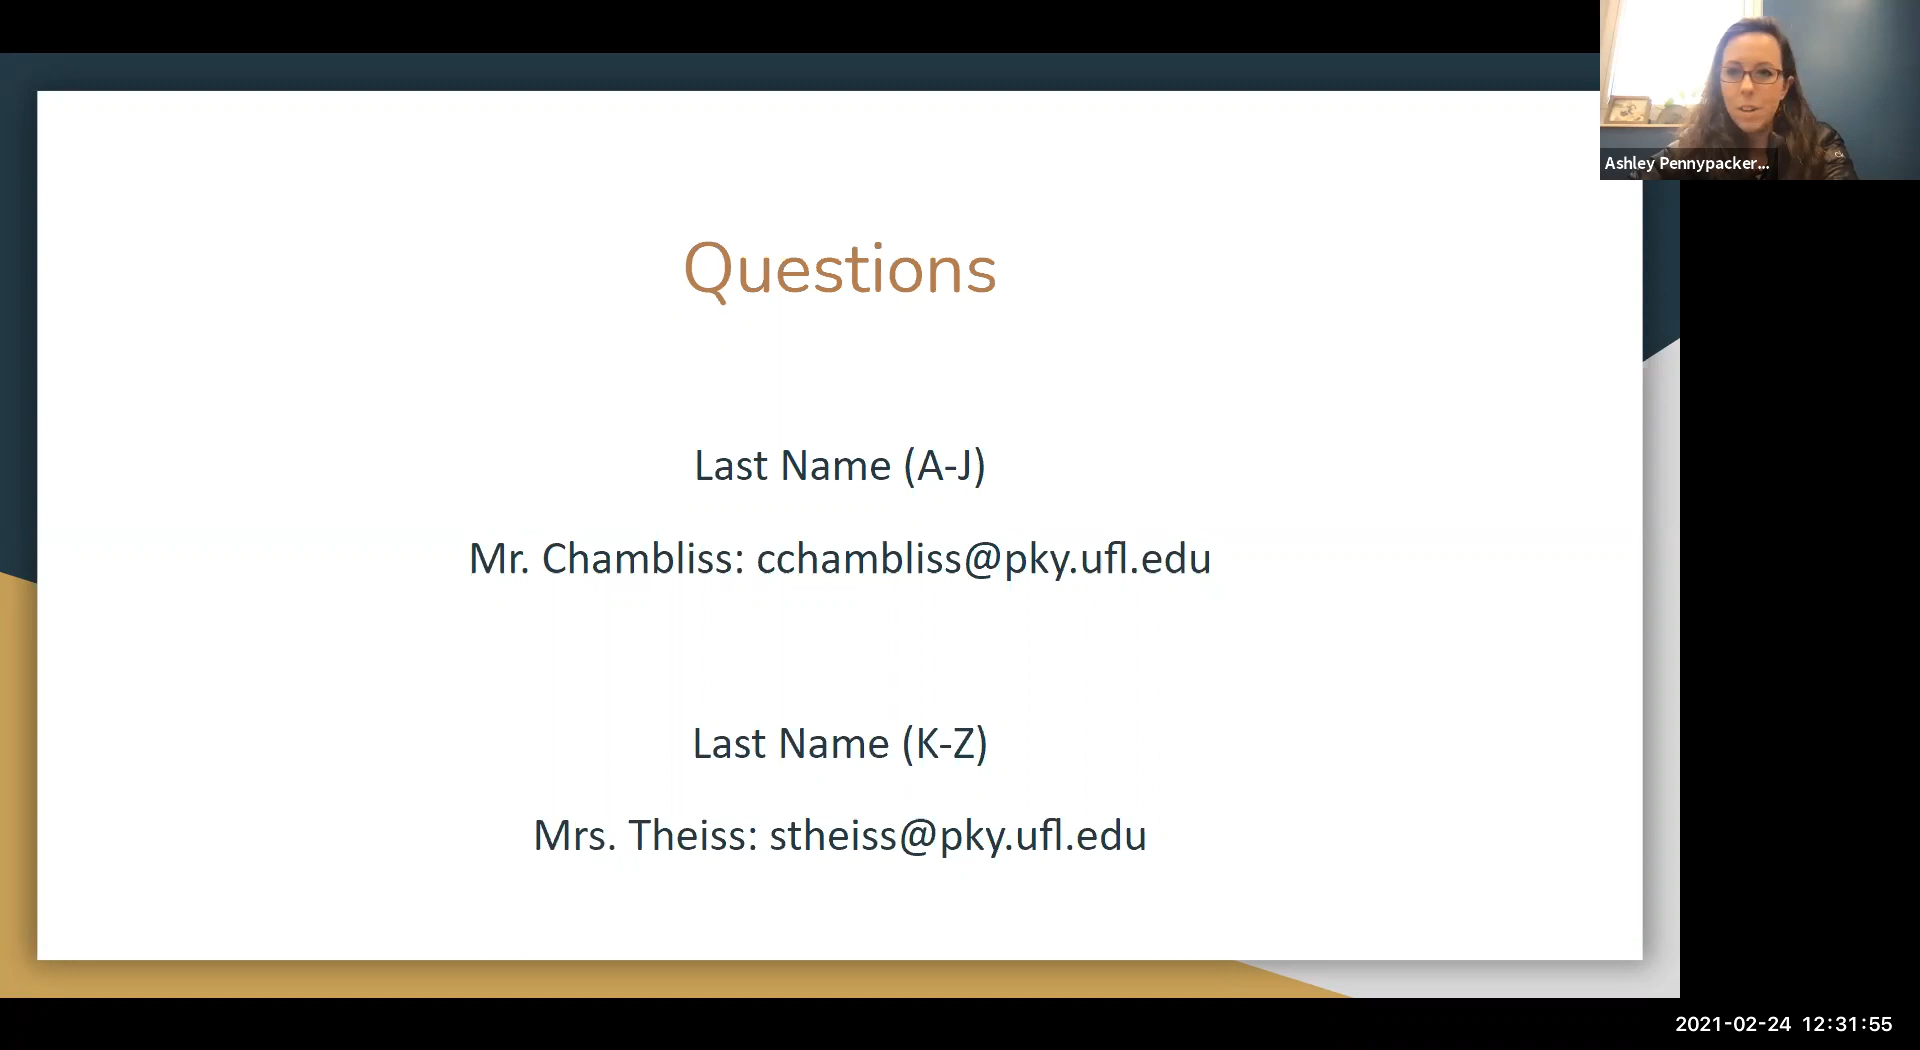 Ashley Pennypacker...
Questions
Last Name (A-J)
Mr. Chambliss: cchambliss@pky.ufl.edu
Last Name (K-Z)
Mrs. Theiss: stheiss@pky.ufl.edu
2021-02-24 12:31:55